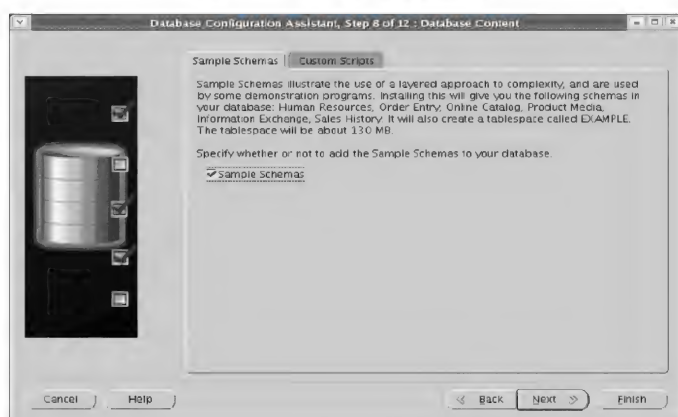 Database Configuration Assistant, Step 8 of 12 : Database Content
Sample Schemas
Custom Scripts
Sample Schemas illustrate the use of a layered approach to complexity, and are used
by some demonstration programs. Installing this will give you the following schemas in
your database: Human Resources, Order Entry, Online Catalog, Product Media,
Information Exchange, Sales History. It will also create a tablespace called EXAMPLE.
The tablespace will be about 130 MB.
Specify whether or not to add the Sample Schemas to your database.
Sample Schemas
Cancel
Help
Back
Next
Finish